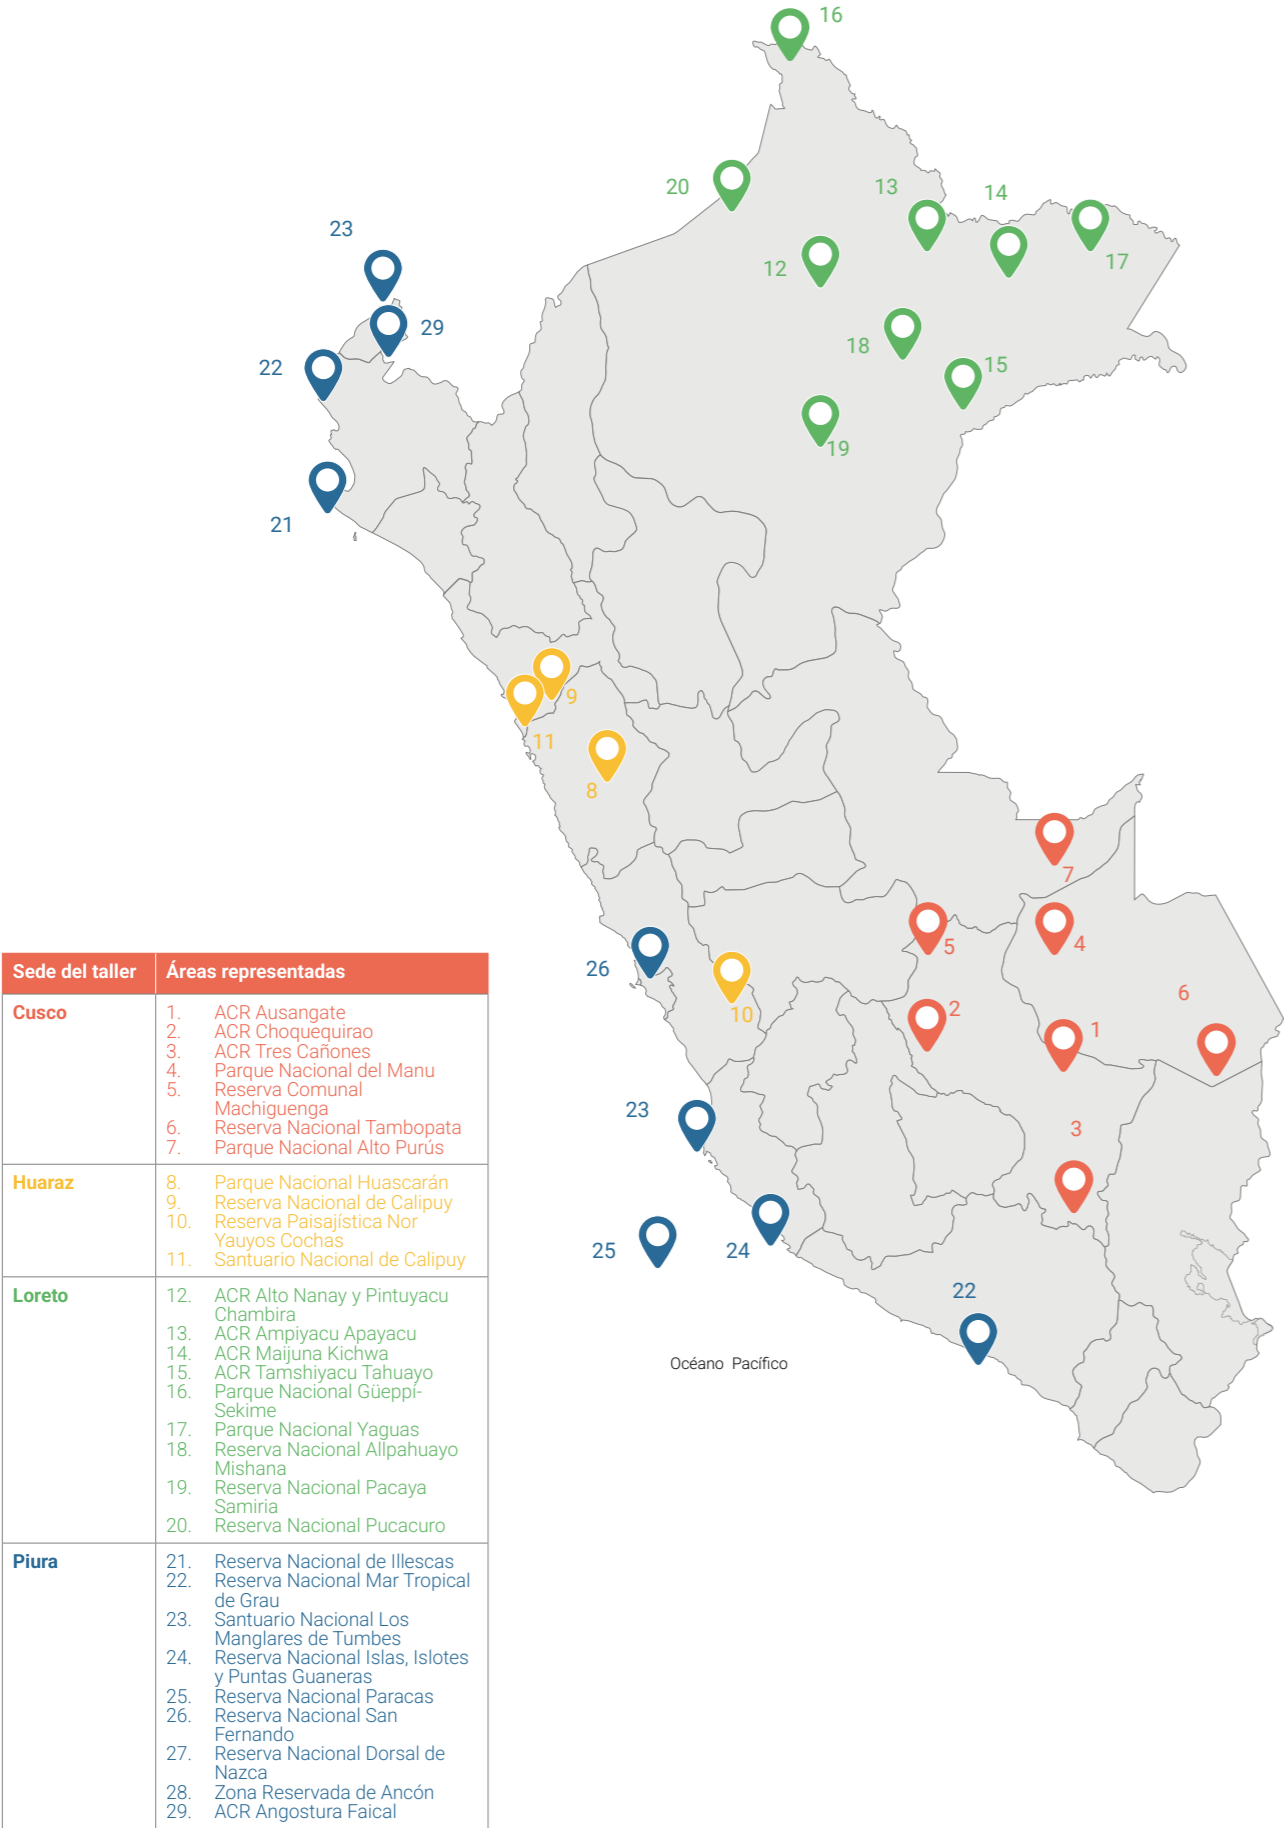 16
20
13
14
23
12
17
29
18
22
15
19
21
9
11
8
7
5
4
26
6
10
2
1
23
3
25
24
22
Océano Pacífico
Sede del taller Áreas representadas
Cusco 1. ACR Ausangate
2. ACR Choquequirao
3. ACR Tres Cañones
4. Parque Nacional del Manu
5. Reserva Comunal
Machiguenga
6. Reserva Nacional Tambopata
7. Parque Nacional Alto Purús
Huaraz 8. Parque Nacional Huascarán
9. Reserva Nacional de Calipuy
10. Reserva Paisajística Nor
Yauyos Cochas
11. Santuario Nacional de Calipuy
Loreto 12. ACR Alto Nanay y Pintuyacu
Chambira
13. ACR Ampiyacu Apayacu
14. ACR Maijuna Kichwa
15. ACR Tamshiyacu Tahuayo
16. Parque Nacional Güeppí-
Sekime
17. Parque Nacional Yaguas
18. Reserva Nacional Allpahuayo
Mishana
19. Reserva Nacional Pacaya
Samiria
20. Reserva Nacional Pucacuro
Piura 21. Reserva Nacional de Illescas
22. Reserva Nacional Mar Tropical
de Grau
23. Santuario Nacional Los
Manglares de Tumbes
24. Reserva Nacional Islas, Islotes
y Puntas Guaneras
25. Reserva Nacional Paracas
26. Reserva Nacional San
Fernando
27. Reserva Nacional Dorsal de
Nazca
28. Zona Reservada de Ancón
29. ACR Angostura Faical